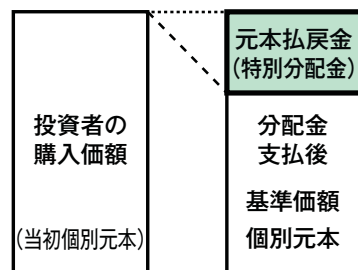 投資者の
購入価額
(当初個別元本)
元本払戻金
(特別分配金)
分配金
支払後
基準価額
個別元本